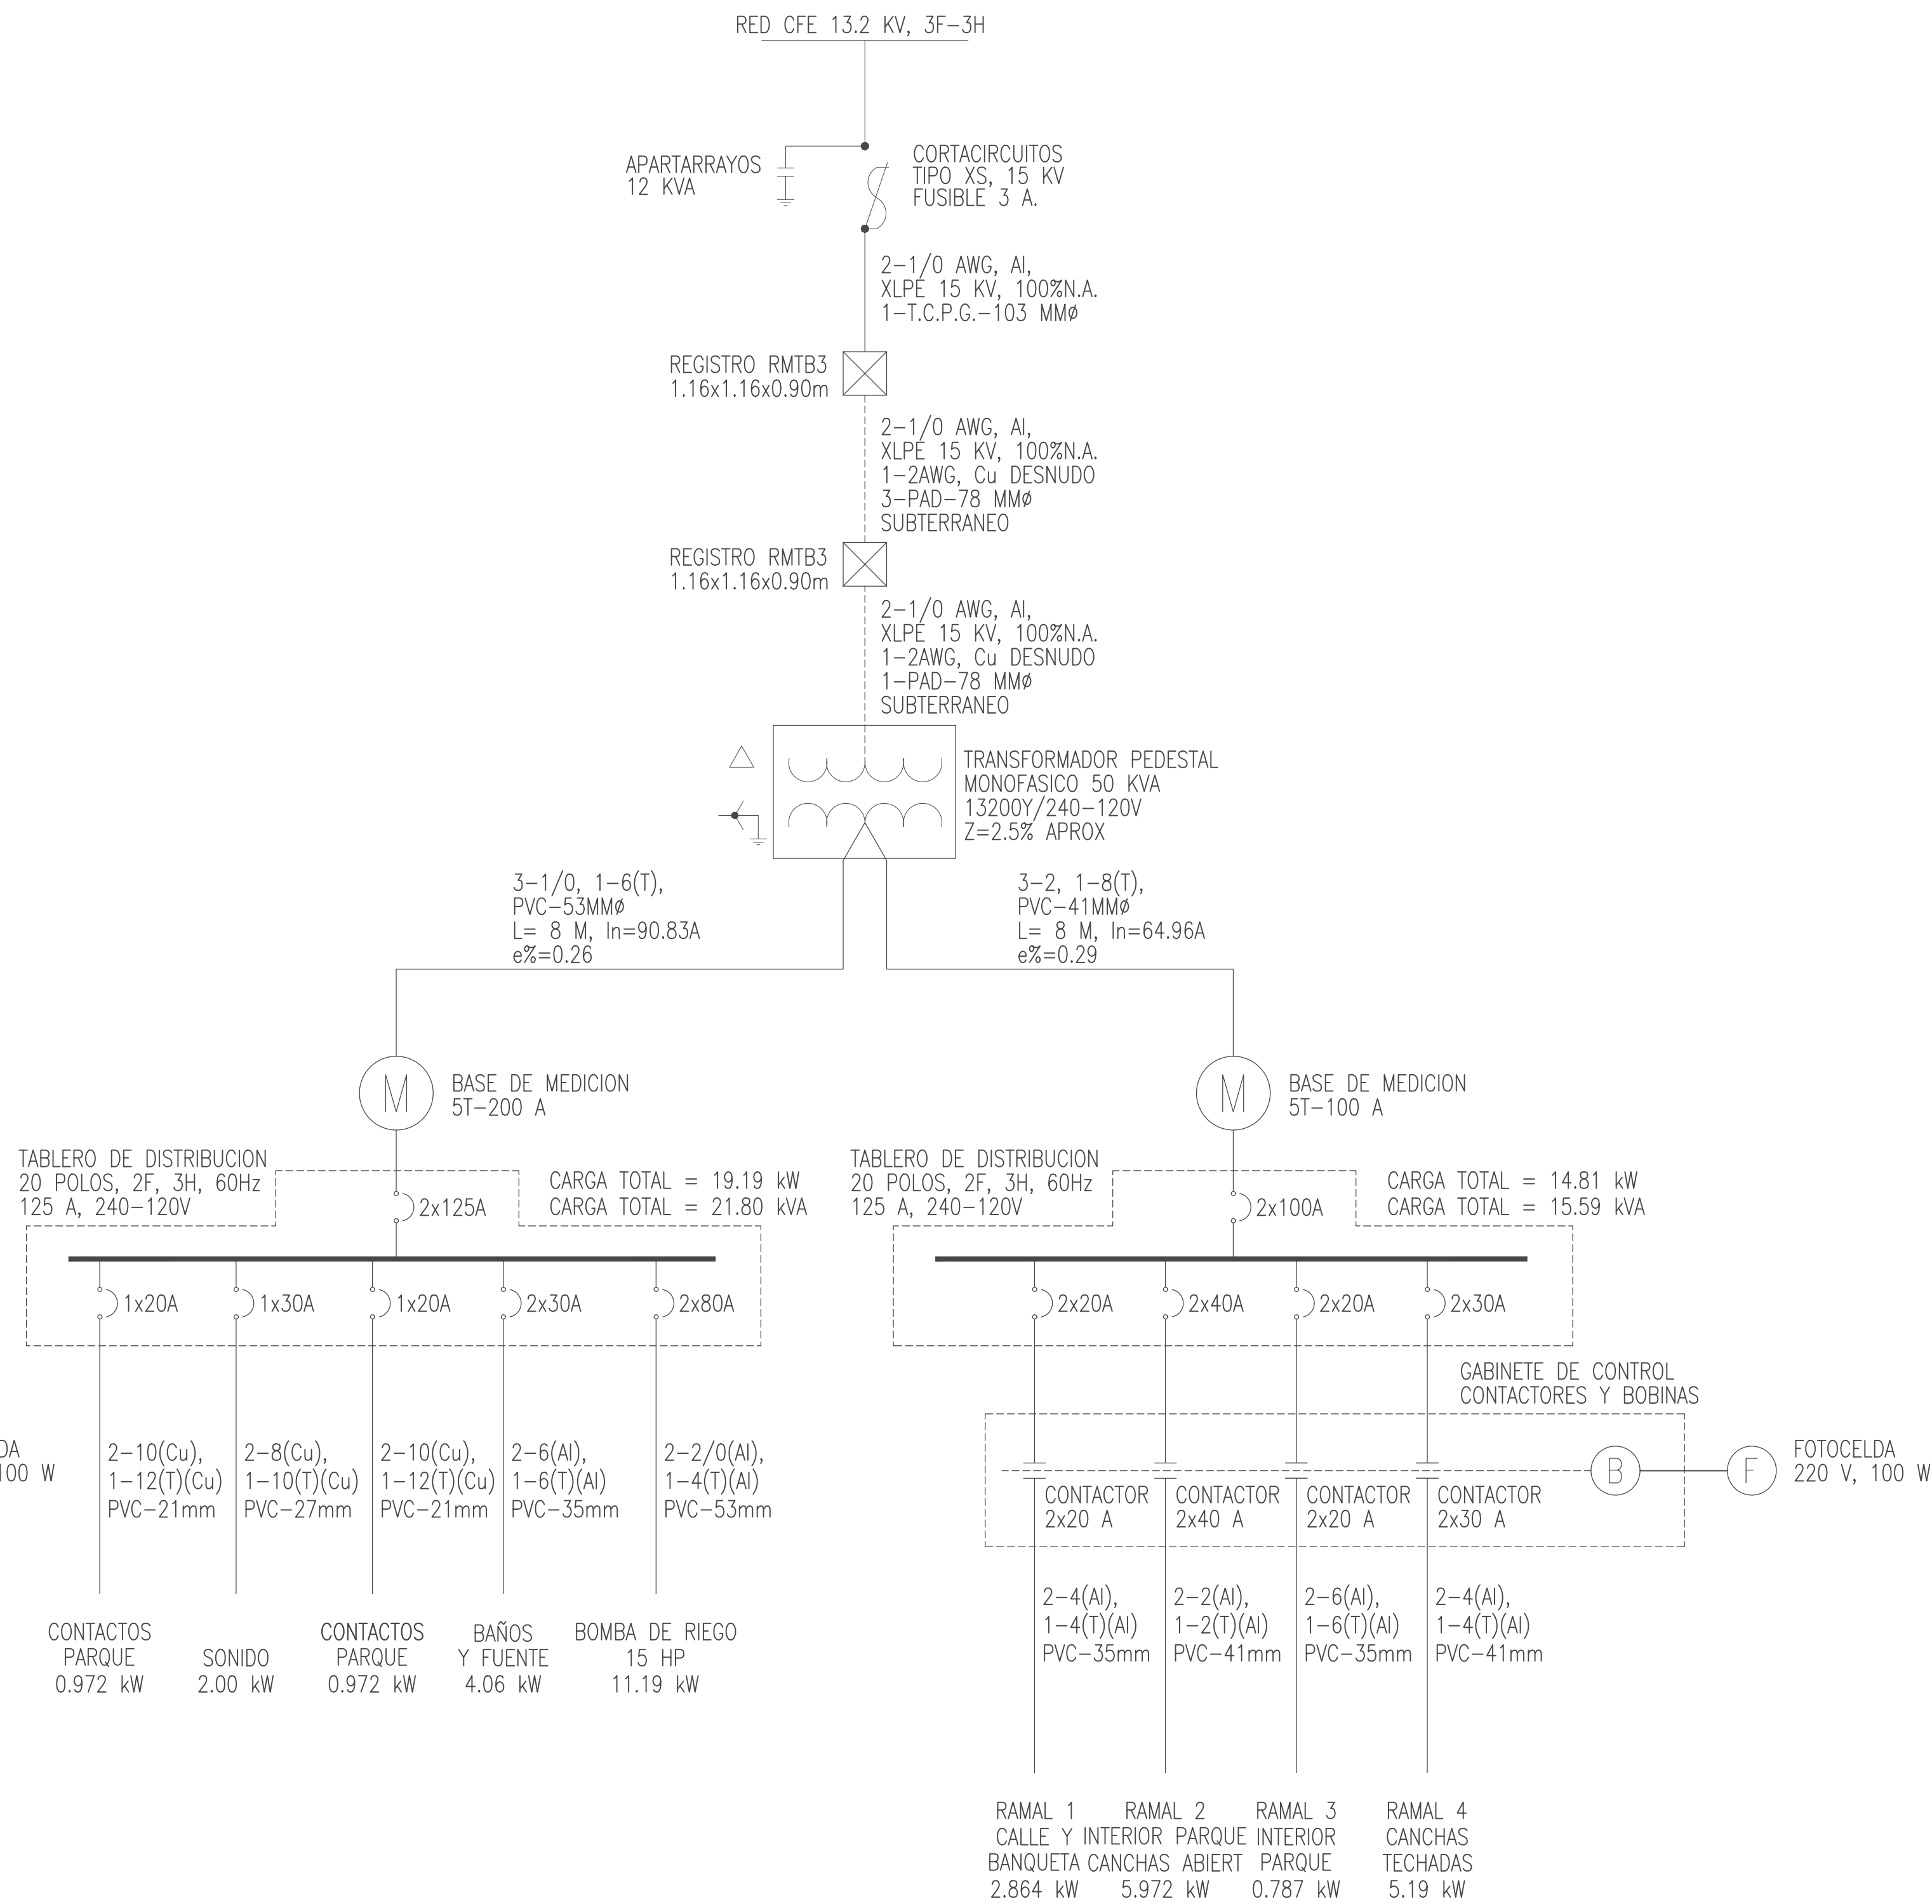 RED CFE 13.2 KV, 3F-3H
APARTARRAYOS
12 KVA
CORTACIRCUITOS
TIPO XS, 15 KV
FUSIBLE 3 A.
2-1/0 AWG, Al,
XLPE 15 KV, 100%N.A.
1-T.C.P.G.-103 MMø
REGISTRO RMTB3
1.16x1.16x0.90m
2-1/0 AWG, Al,
XLPE 15 KV, 100%N.A.
1-2AWG, Cu DESNUDO
3-PAD-78 MMø
SUBTERRANEO
REGISTRO RMTB3
1.16x1.16x0.90m
2-1/0 AWG, Al,
XLPE 15 KV, 100%N.A.
1-2AWG, Cu DESNUDO
1-PAD-78 MMø
SUBTERRANEO
TRANSFORMADOR PEDESTAL
MONOFASICO 50 KVA
13200Y/240-120V
Z=2.5% APROX
3-1/0, 1-6(T),
PVC-53MMø
L= 8 M, In=90.83A
e%=0.26
3-2, 1-8(T),
PVC-41MMø
L= 8 M, In=64.96A
e%=0.29
M
BASE DE MEDICION
5T-200 A
M
BASE DE MEDICION
5T-100 A
TABLERO DE DISTRIBUCION
20 POLOS, 2F, 3H, 60Hz
125 A, 240-120V
2x125A
CARGA TOTAL = 19.19 kW
CARGA TOTAL = 21.80 kVA
TABLERO DE DISTRIBUCION
20 POLOS, 2F, 3H, 60Hz
125 A, 240-120V
2x100A
CARGA TOTAL = 14.81 kW
CARGA TOTAL = 15.59 kVA
1x20A
1x30A
1x20A
2x30A
2x80A
2x20A
2x40A
2x20A
2x30A
GABINETE DE CONTROL
CONTACTORES Y BOBINAS
DA
100 W
2-10(Cu),
1-12(T)(Cu)
PVC-21mm
2-8(Cu),
1-10(T)(Cu)
PVC-27mm
2-10(Cu),
1-12(T)(Cu)
PVC-21mm
2-6(Al),
1-6(T)(Al)
PVC-35mm
2-2/0(Al),
1-4(T)(Al)
PVC-53mm
B
F
FOTOCELDA
220 V, 100 W
CONTACTOR
2x20 A
CONTACTOR
2x40 A
CONTACTOR
2x20 A
CONTACTOR
2x30 A
2-4(Al),
1-4(T)(Al)
PVC-35mm
2-2(Al),
1-2(T)(Al)
PVC-41mm
2-6(Al),
1-6(T)(Al)
PVC-35mm
2-4(Al),
1-4(T)(Al)
PVC-41mm
CONTACTOS
PARQUE
0.972 kW
SONIDO
2.00 kW
CONTACTOS
PARQUE
0.972 kW
BAÑOS
Y FUENTE
4.06 kW
BOMBA DE RIEGO
15 HP
11.19 kW
RAMAL 1
CALLE Y
BANQUETA
2.864 kW
RAMAL 2
INTERIOR PARQUE
CANCHAS ABIERT
5.972 kW
RAMAL 3
INTERIOR
PARQUE
0.787 kW
RAMAL 4
CANCHAS
TECHADAS
5.19 kW